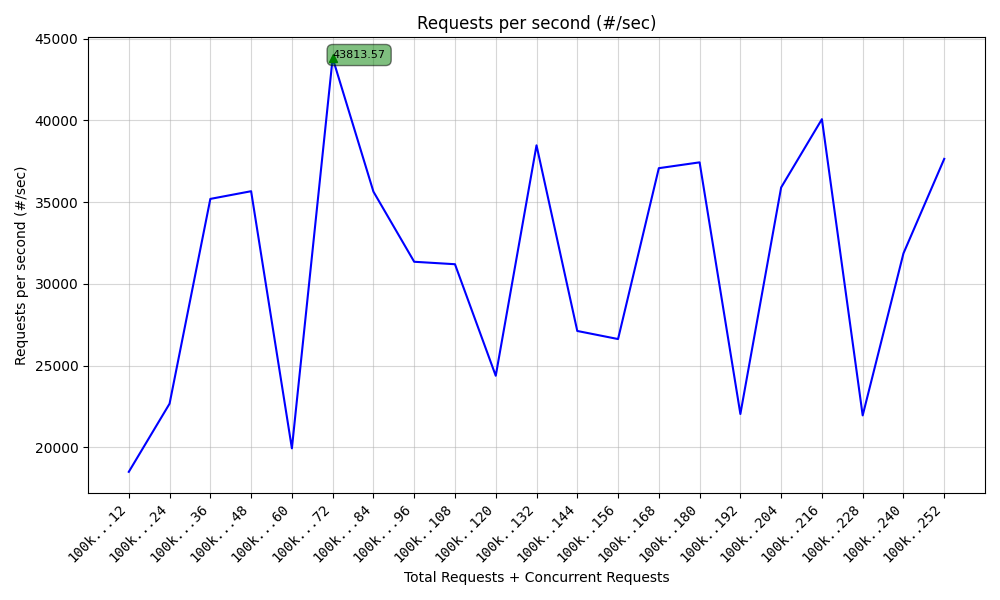 Requests per second (#/sec)
45000
43813.57
40000
35000
30000
25000
20000
Requests per second (#/sec)
100k...12
100k...24
100k...36
100k...48
100k...60
100k...72
100k...84
100k...96
100k..108
100k..120
100k..132
100k..144
100k..156
100k..168
100k..180
100k..192
100k..204
100k..216
100k..228
100k..240
100k..252
Total Requests + Concurrent Requests